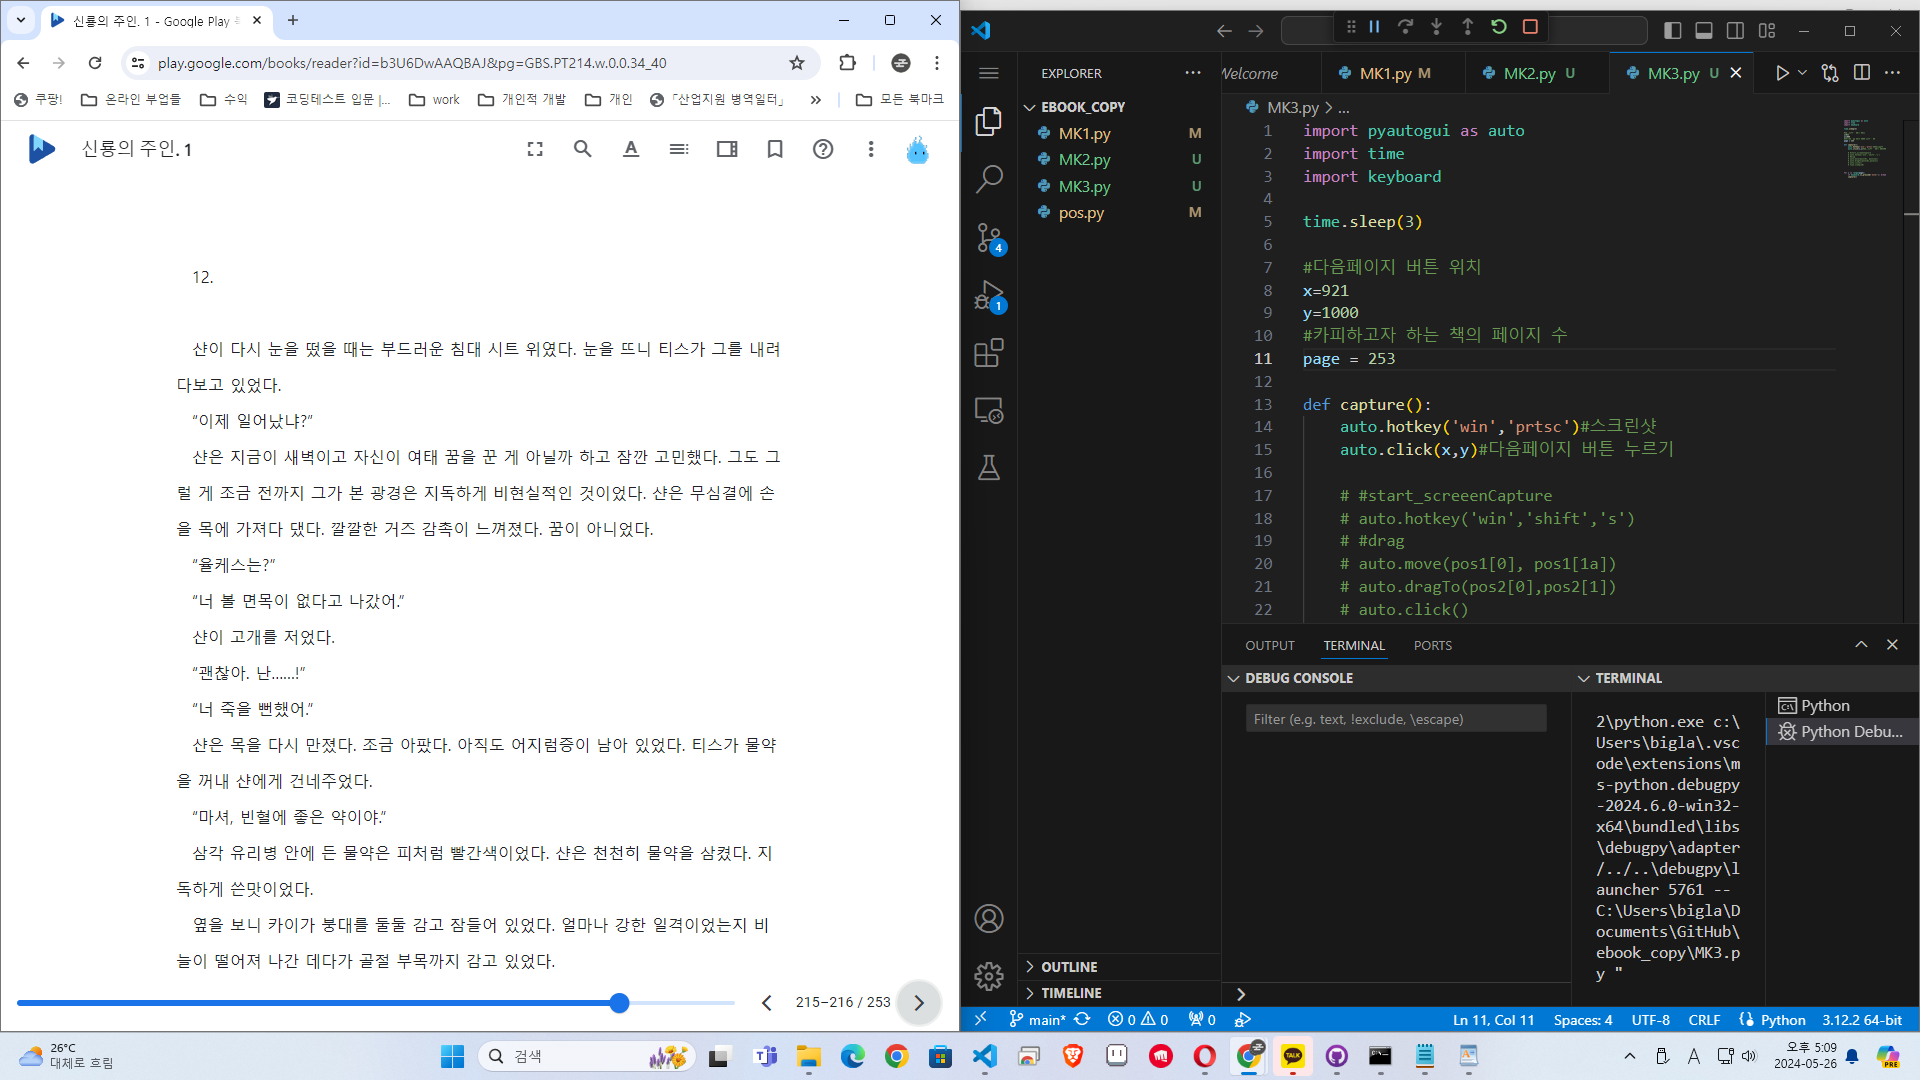 신룡의 주인. 1 - Google Play
play.google.com/books/reader?id=b3U6DwAAQBAJ&pg=GBS.PT214.w.0.0.34_40
쿠팡!
온라인 부업들
수익
코딩테스트 입문 |...
work
개인적 개발
개인
「산업지원 병역일터」
»
모든 북마크
신룡의 주인. 1
12.
샨이 다시 눈을 떴을 때는 부드러운 침대 시트 위였다. 눈을 뜨니 티스가 그를 내려
다보고 있었다.
“이제 일어났냐?”
샨은 지금이 새벽이고 자신이 여태 꿈을 꾼 게 아닐까 하고 잠깐 고민했다. 그도 그
럴 게 조금 전까지 그가 본 광경은 지독하게 비현실적인 것이었다. 샨은 무심결에 손
을 목에 가져다 댔다. 깔깔한 거즈 감촉이 느껴졌다. 꿈이 아니었다.
“율케스는?”
“너 볼 면목이 없다고 나갔어.”
샨이 고개를 저었다.
“괜찮아. 난……!”
“너 죽을 뻔했어.”
샨은 목을 다시 만졌다. 조금 아팠다. 아직도 어지럼증이 남아 있었다. 티스가 물약
을 꺼내 샨에게 건네주었다.
“마셔, 빈혈에 좋은 약이야.”
삼각 유리병 안에 든 물약은 피처럼 빨간색이었다. 샨은 천천히 물약을 삼켰다. 지
독하게 쓴맛이었다.
옆을 보니 카이가 붕대를 둘둘 감고 잠들어 있었다. 얼마나 강한 일격이었는지 비
늘이 떨어져 나간 데다가 골절 부목까지 감고 있었다.
215–216 / 253
EXPLORER
EBOOK_COPY
MK1.py M
MK2.py U
MK3.py U
pos.py M
4
1
OUTLINE
TIMELINE
Welcome
MK1.py M
MK2.py U
MK3.py U
MK3.py > ...
1 import pyautogui as auto
2 import time
3 import keyboard
4
5 time.sleep(3)
6
7 #다음페이지 버튼 위치
8 x=921
9 y=1000
10 #카피하고자 하는 책의 페이지 수
11 page = 253
12
13 def capture():
14 auto.hotkey('win','prtsc')#스크린샷
15 auto.click(x,y)#다음페이지 버튼 누르기
16
17 # #start_screeenCapture
18 # auto.hotkey('win','shift','s')
19 # #drag
20 # auto.move(pos1[0], pos1[1a])
21 # auto.dragTo(pos2[0],pos2[1])
22 # auto.click()
OUTPUT TERMINAL PORTS
DEBUG CONSOLE
Filter (e.g. text, !exclude, \escape)
TERMINAL
2\python.exe c:\
Users\bigla\.vsc
ode\extensions\m
s-python.debugpy
-2024.6.0-win32-
x64\bundled\libs
\debugpy\adapter
/../..\debugpy\l
auncher 5761 --
C:\Users\bigla\D
ocuments\GitHub\
ebook_copy\MK3.p
y "
Python
Python Debu...
main*
0 0
0
Ln 11, Col 11
Spaces: 4
UTF-8
CRLF
Python
3.12.2 64-bit
26°C
대체로 흐림
검색
TALK
A
오후 5:09
2024-05-26
PRE